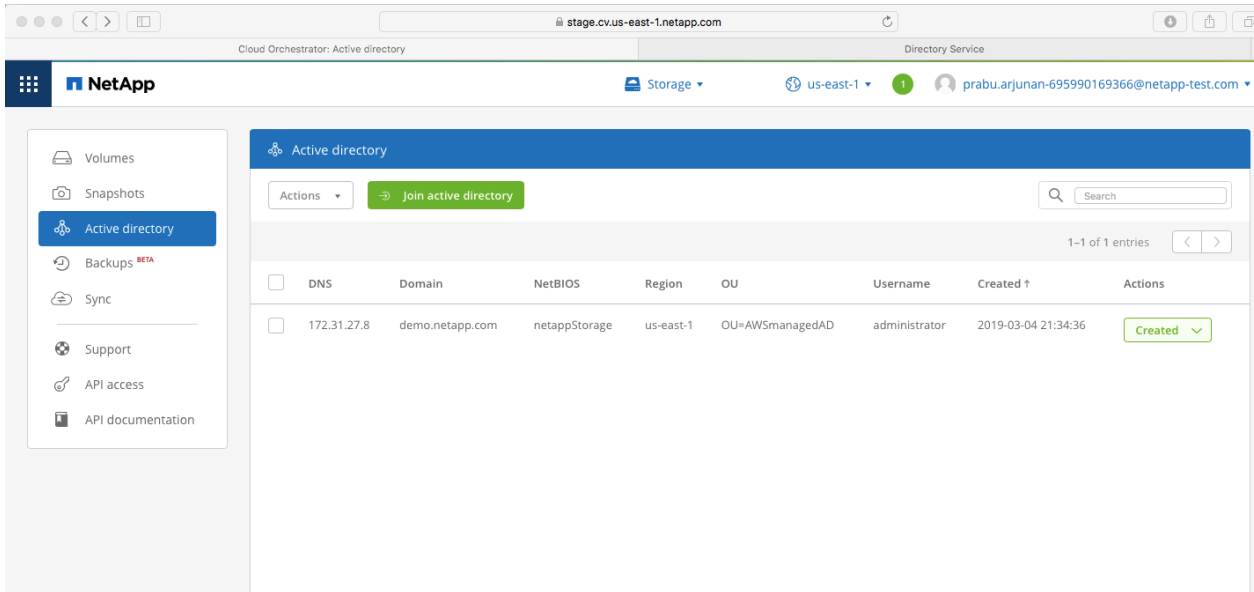 stage.cv.us-east-1.netapp.com
Cloud Orchestrator: Active directory
Directory Service
NetApp
Storage
us-east-1
1
prabu.arjunan-695990169366@netapp-test.com
Volumes
Snapshots
Active directory
Backups BETA
Sync
Support
API access
API documentation
Active directory
Actions
Join active directory
Search
1–1 of 1 entries
DNS Domain NetBIOS Region OU Username Created ↑ Actions
172.31.27.8 demo.netapp.com netappStorage us-east-1 OU=AWSmanagedAD administrator 2019-03-04 21:34:36 Created